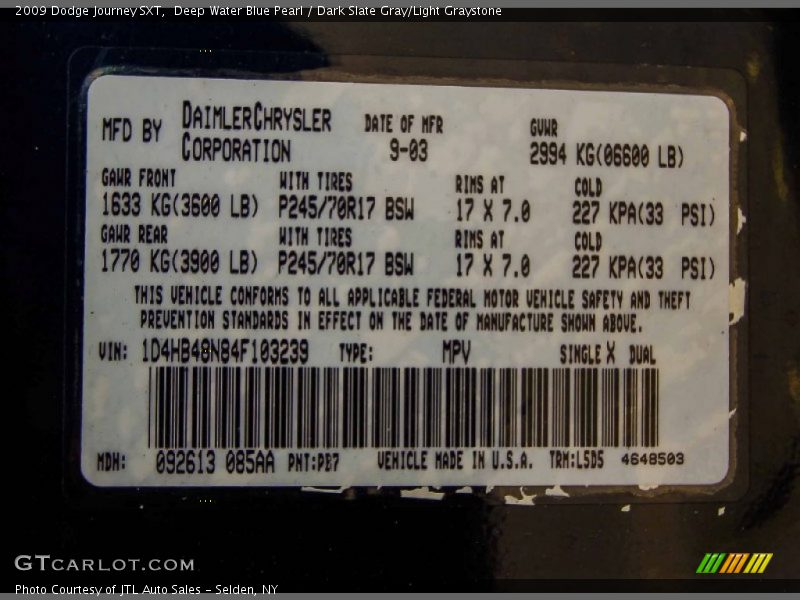 2009 Dodge Journey SXT,  Deep Water Blue Pearl / Dark Slate Gray/Light Graystone
MFD BY DAIMLERCHRYSLER CORPORATION DATE OF MFR 9-03 GVWR 2994 KG(06600 LB)
GAWR FRONT WITH TIRES RIMS AT COLD
1633 KG(3600 LB) P245/70R17 BSW 17 X 7.0 227 KPA(33 PSI)
GAWR REAR WITH TIRES RIMS AT COLD
1770 KG(3900 LB) P245/70R17 BSW 17 X 7.0 227 KPA(33 PSI)
THIS VEHICLE CONFORMS TO ALL APPLICABLE FEDERAL MOTOR VEHICLE SAFETY AND THEFT
PREVENTION STANDARDS IN EFFECT ON THE DATE OF MANUFACTURE SHOWN ABOVE.
VIN: 1D4HB48N84F103239 TYPE: MPV SINGLE X DUAL
MDH: 092613 085AA PNT:PB7 VEHICLE MADE IN U.S.A. TRM:L5D5 4648503
GTCARLOT.COM
Photo Courtesy of JTL Auto Sales - Selden, NY